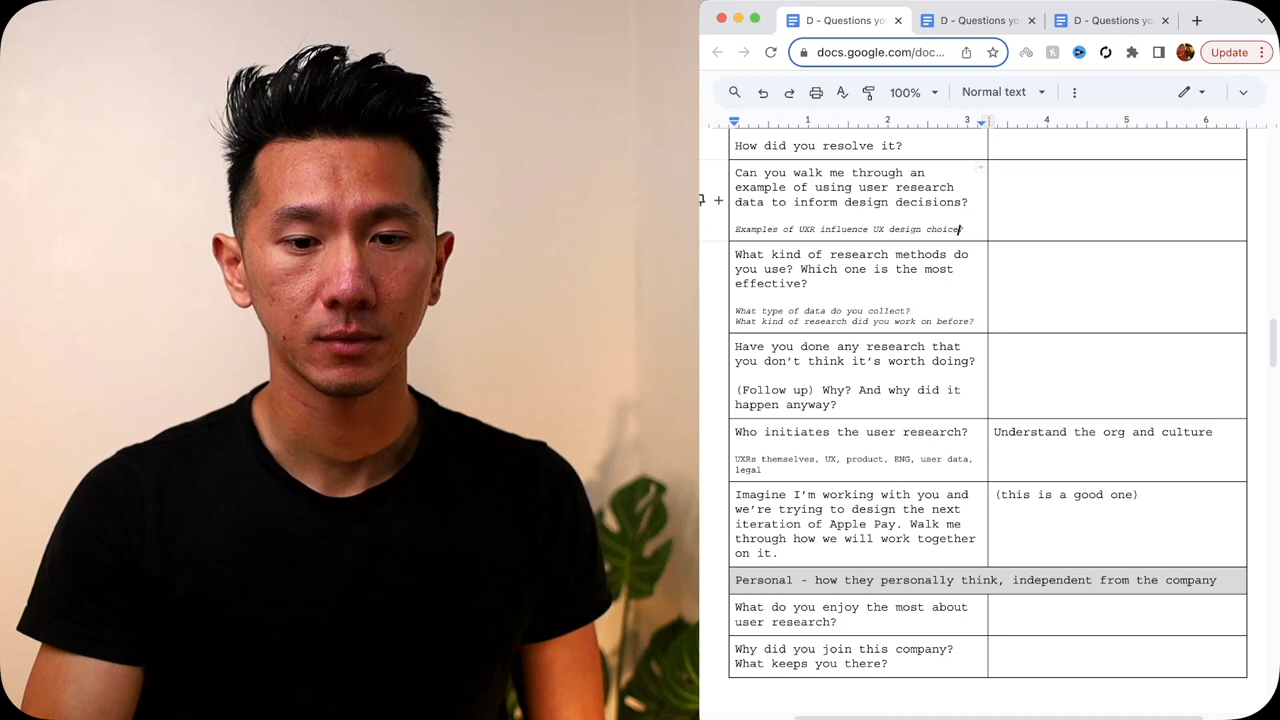 D - Questions yo
D - Questions yo
D - Questions yo
docs.google.com/doc...
Update
100%
Normal text
1
2
3
4
5
6
How did you resolve it?
Can you walk me through an
example of using user research
data to inform design decisions?
Examples of UXR influence UX design choice?
What kind of research methods do
you use? Which one is the most
effective?
What type of data do you collect?
What kind of research did you work on before?
Have you done any research that
you don't think it's worth doing?
(Follow up) Why? And why did it
happen anyway?
Who initiates the user research?
Understand the org and culture
UXRs themselves, UX, product, ENG, user data,
legal
Imagine I'm working with you and
we're trying to design the next
iteration of Apple Pay. Walk me
through how we will work together
on it.
(this is a good one)
Personal - how they personally think, independent from the company
What do you enjoy the most about
user research?
Why did you join this company?
What keeps you there?